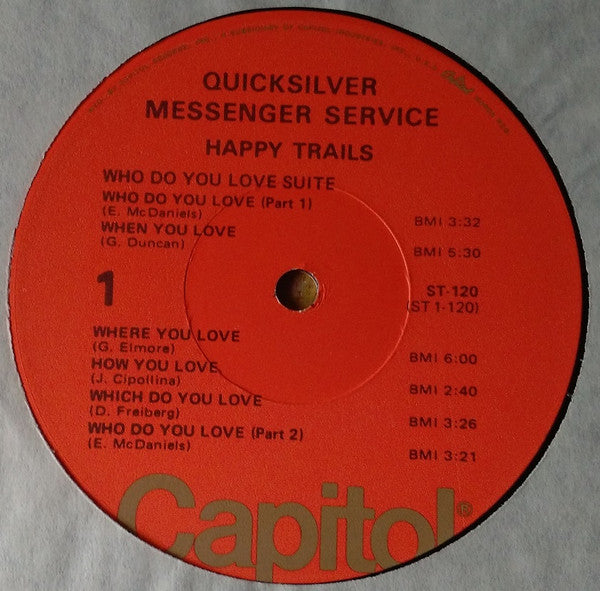 QUICKSILVER
MESSENGER SERVICE
HAPPY TRAILS
WHO DO YOU LOVE SUITE
WHO DO YOU LOVE (Part 1)
(E. McDaniels) BMI 3:32
WHEN YOU LOVE
(G. Duncan) BMI 5:30
1
ST-120
(ST 1-120)
WHERE YOU LOVE
(G. Elmore) BMI 6:00
HOW YOU LOVE
(J. Cipollina) BMI 2:40
WHICH DO YOU LOVE
(D. Freiberg) BMI 3:26
WHO DO YOU LOVE (Part 2)
(E. McDaniels) BMI 3:21
Capitol®